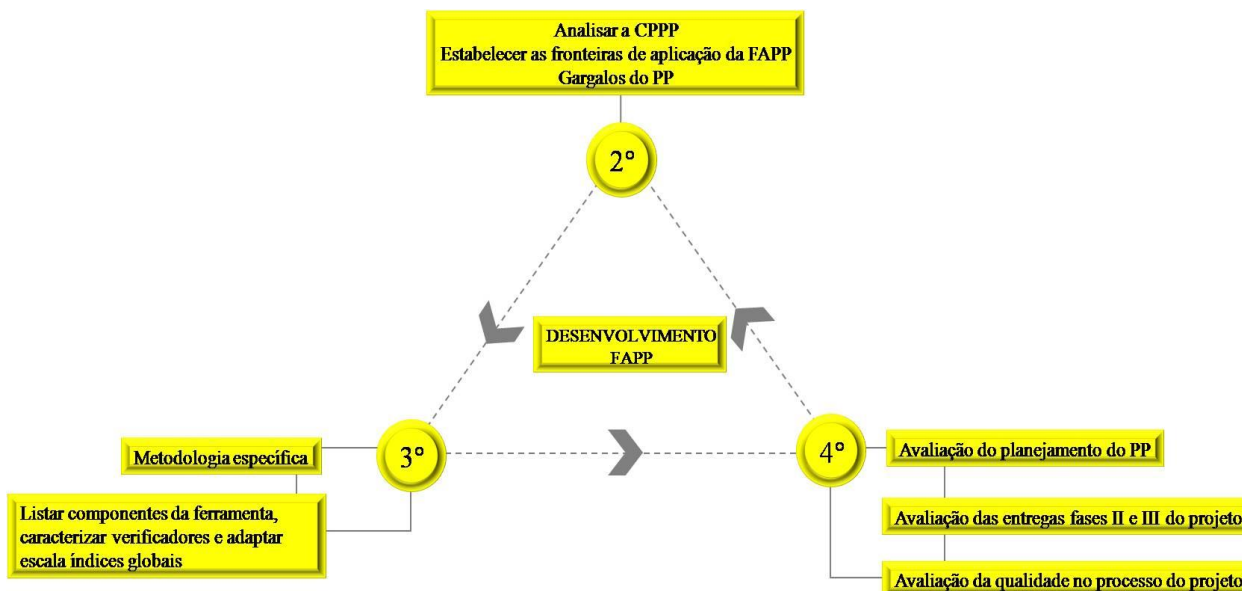 Analisar a CPPP
Estabelecer as fronteiras de aplicação da FAPP
Gargalos do PP
2°
DESENVOLVIMENTO
FAPP
Metodologia específica
3°
Listar componentes da ferramenta,
caracterizar verificadores e adaptar
escala índices globais
4°
Avaliação do planejamento do PP
Avaliação das entregas fases II e III do projeto
Avaliação da qualidade no processo do projeto